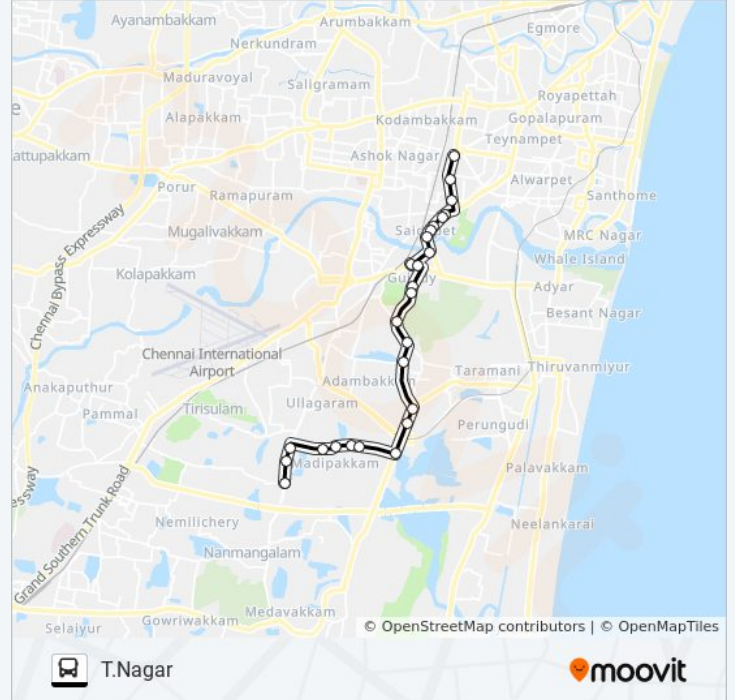 Ayanambakkam
Arumbakkam
Egmore
Nerkundram
Maduravoyal
Saligramam
Royapettah
e
Alapakkam
Kodambakkam
Gopalapuram
Teynampet
attupakkam
Ashok Nagar
Porur
Ramapuram
Alwarpet
Santhome
Mugalivakkam
MRC Nagar
Whale Island
Chennai Bypass Expressway
Kolapakkam
Adyar
Besant Nagar
Chennai International
Airport
Thiruvanmiyur
Taramani
Anakaputhur
Pammal
Tirisulam
Ullagaram
Perungudi
Madipakkam
Palavakkam
essway
Grand Southern Trunk Road
Nemilichery
Neelankarai
Nanmangalam
Medavakkam
Gowriwakkam
Selaiyur
© OpenStreetMap contributors | © OpenMapTiles
T.Nagar
moovit